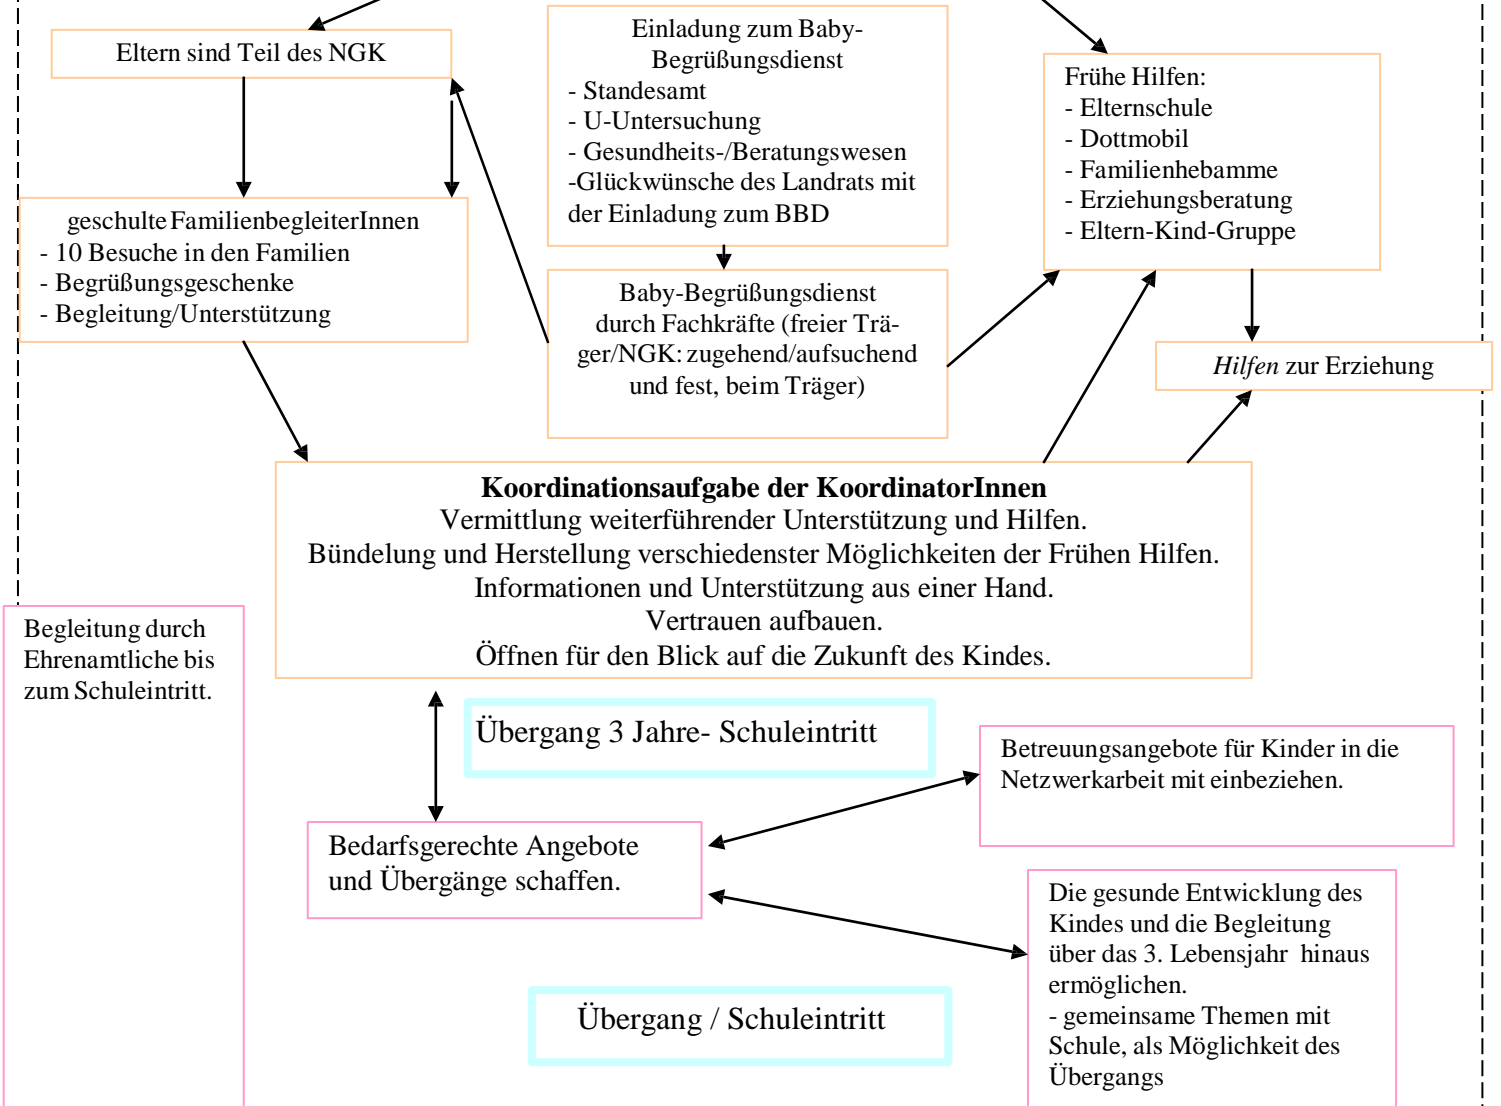 Eltern sind Teil des NGK
Einladung zum Baby-
Begrüßungsdienst
- Standesamt
- U-Untersuchung
- Gesundheits-/Beratungswesen
-Glückwünsche des Landrats mit
der Einladung zum BBD
Frühe Hilfen:
- Elternschule
- Dottmobil
- Familienhebamme
- Erziehungsberatung
- Eltern-Kind-Gruppe
geschulte FamilienbegleiterInnen
- 10 Besuche in den Familien
- Begrüßungsgeschenke
- Begleitung/Unterstützung
Baby-Begrüßungsdienst
durch Fachkräfte (freier Trä-
ger/NGK: zugehend/aufsuchend
und fest, beim Träger)
Hilfen zur Erziehung
Koordinationsaufgabe der KoordinatorInnen
Vermittlung weiterführender Unterstützung und Hilfen.
Bündelung und Herstellung verschiedenster Möglichkeiten der Frühen Hilfen.
Informationen und Unterstützung aus einer Hand.
Vertrauen aufbauen.
Öffnen für den Blick auf die Zukunft des Kindes.
Begleitung durch
Ehrenamtliche bis
zum Schuleintritt.
Übergang 3 Jahre- Schuleintritt
Betreuungsangebote für Kinder in die
Netzwerkarbeit mit einbeziehen.
Bedarfsgerechte Angebote
und Übergänge schaffen.
Die gesunde Entwicklung des
Kindes und die Begleitung
über das 3. Lebensjahr hinaus
ermöglichen.
- gemeinsame Themen mit
Schule, als Möglichkeit des
Übergangs
Übergang / Schuleintritt